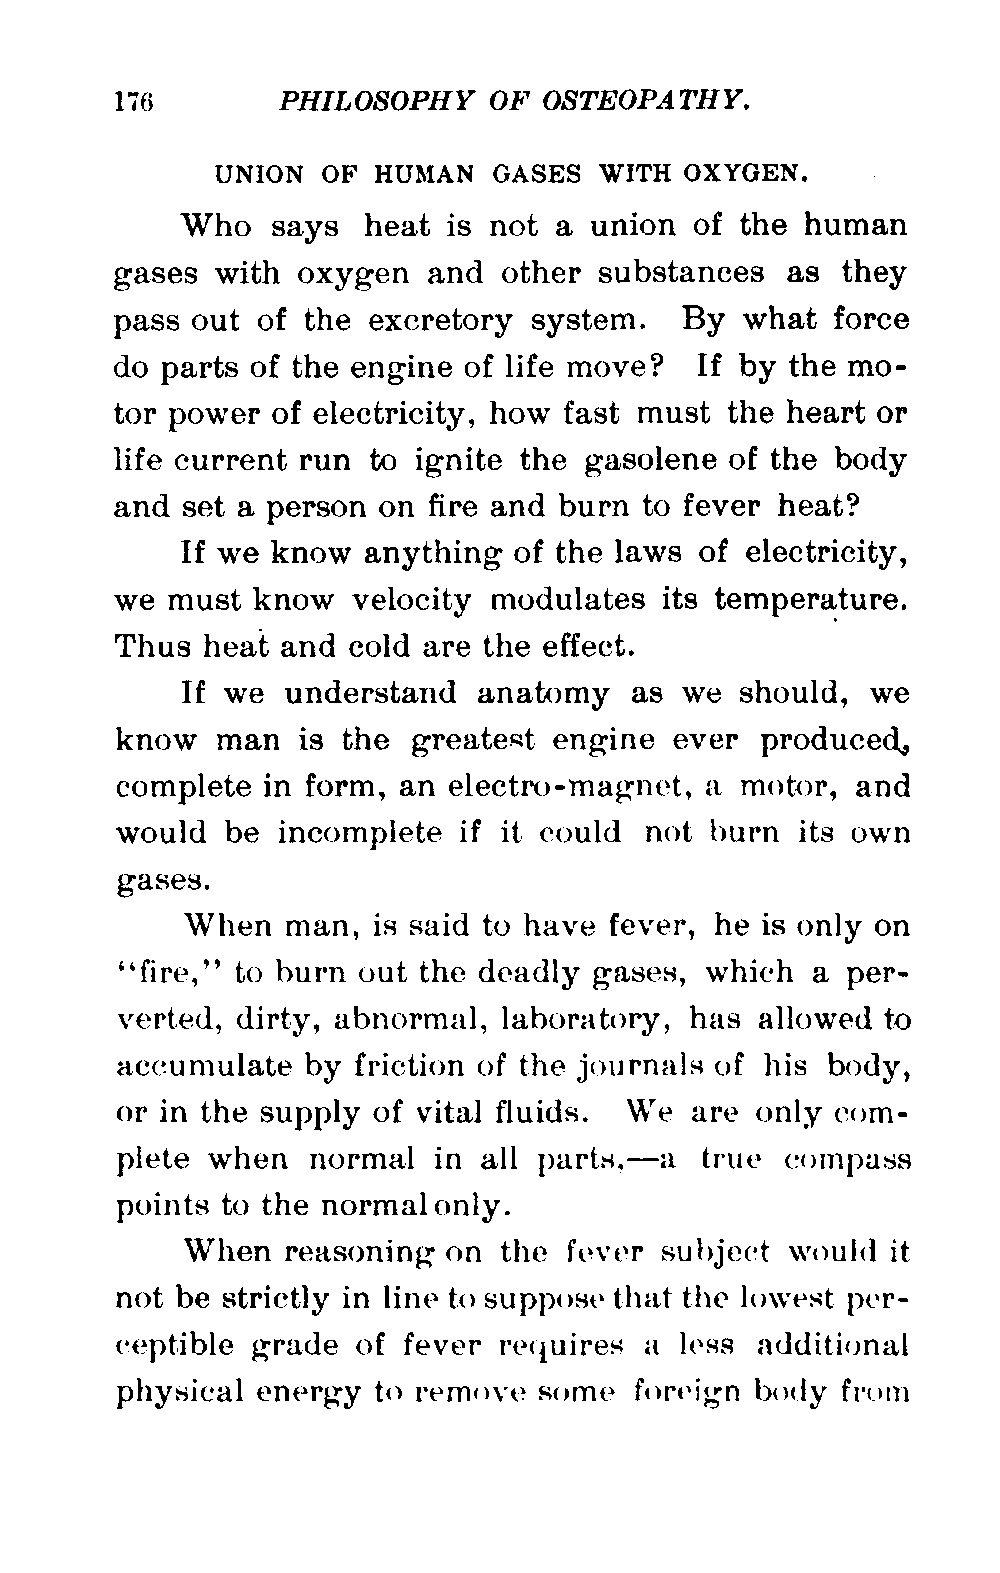 176 PHILOSOPHY OF OSTEOPATHY.
UNION OF HUMAN GASES WITH OXYGEN.
Who says heat is not a union of the human
gases with oxygen and other substances as they
pass out of the excretory system. By what force
do parts of the engine of life move? If by the mo-
tor power of electricity, how fast must the heart or
life current run to ignite the gasolene of the body
and set a person on fire and burn to fever heat?
If we know anything of the laws of electricity,
we must know velocity modulates its temperature.
Thus heat and cold are the effect.
If we understand anatomy as we should, we
know man is the greatest engine ever produced,
complete in form, an electro-magnet, a motor, and
would be incomplete if it could not burn its own
gases.
When man, is said to have fever, he is only on
“fire,” to burn out the deadly gases, which a per-
verted, dirty, abnormal, laboratory, has allowed to
accumulate by friction of the journals of his body,
or in the supply of vital fluids. We are only com-
plete when normal in all parts,—a true compass
points to the normal only.
When reasoning on the fever subject would it
not be strictly in line to suppose that the lowest per-
ceptible grade of fever requires a less additional
physical energy to remove some foreign body from